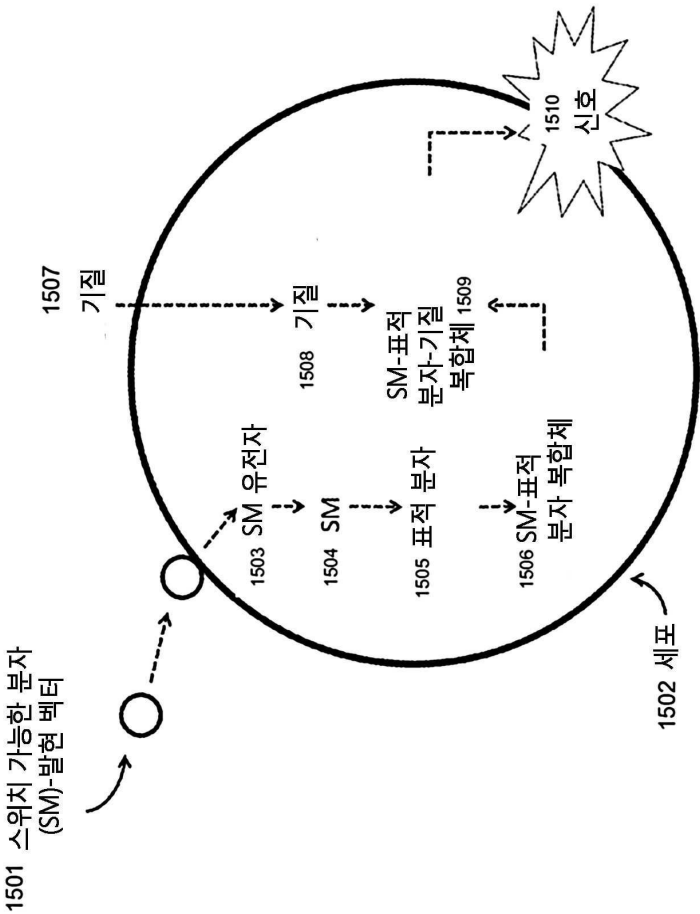 1501 스위치 가능한 분자
(SM)-발현 벡터
1503 SM 유전자
1504 SM
1505 표적 분자
1506 SM-표적
분자 복합체
1507
기질
1508 기질
SM-표적
분자-기질
복합체 1509
1510
신호
1502 세포